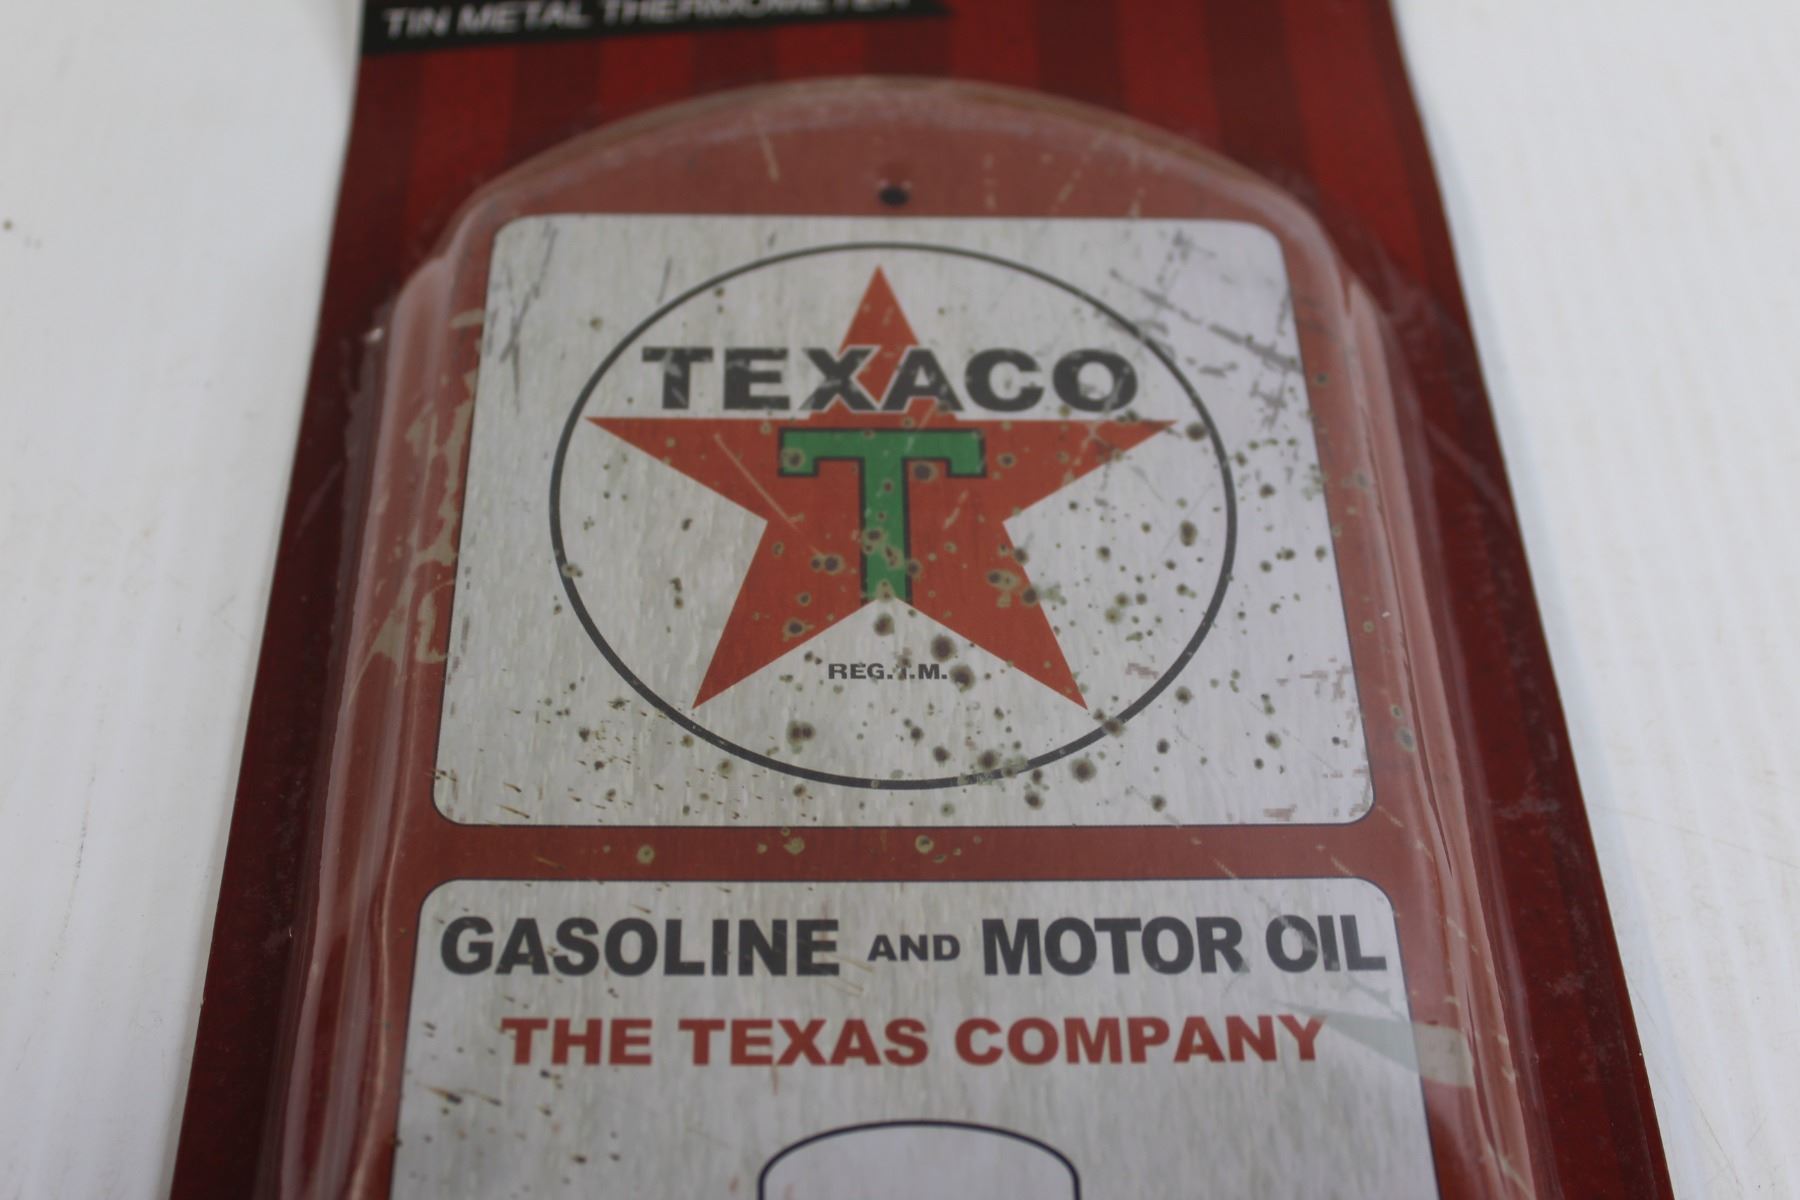 TIN METAL THERMOMETER
TEXACO
T
REG. T.M.
GASOLINE AND MOTOR OIL
THE TEXAS COMPANY